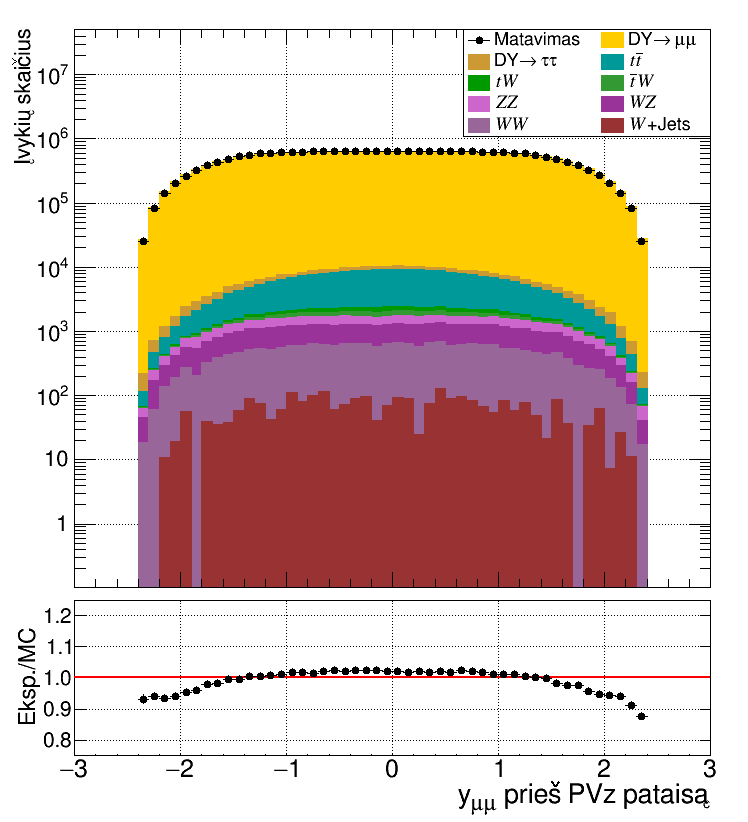 Įvykių skaičius
10⁷
10⁶
10⁵
10⁴
10³
10²
10
1
Matavimas
DY→ μμ
DY→ ττ
tt̄
tW
t̄W
ZZ
WZ
WW
W+Jets
Eksp./MC
1.2
1.1
1.0
0.9
0.8
−3
−2
−1
0
1
2
3
yμμ prieš PVz pataisą